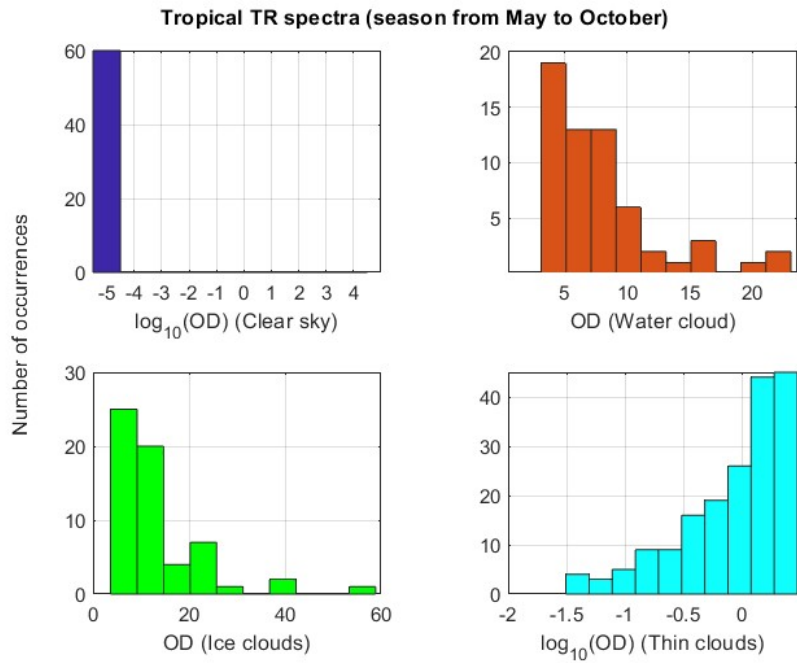 Tropical TR spectra (season from May to October)
Number of occurrences
60
40
20
0
-5 -4 -3 -2 -1 0 1 2 3 4
log10(OD) (Clear sky)
20
15
10
5
5 10 15 20
OD (Water cloud)
30
20
10
0
0 20 40 60
OD (Ice clouds)
40
30
20
10
0
-2 -1.5 -1 -0.5 0
log10(OD) (Thin clouds)